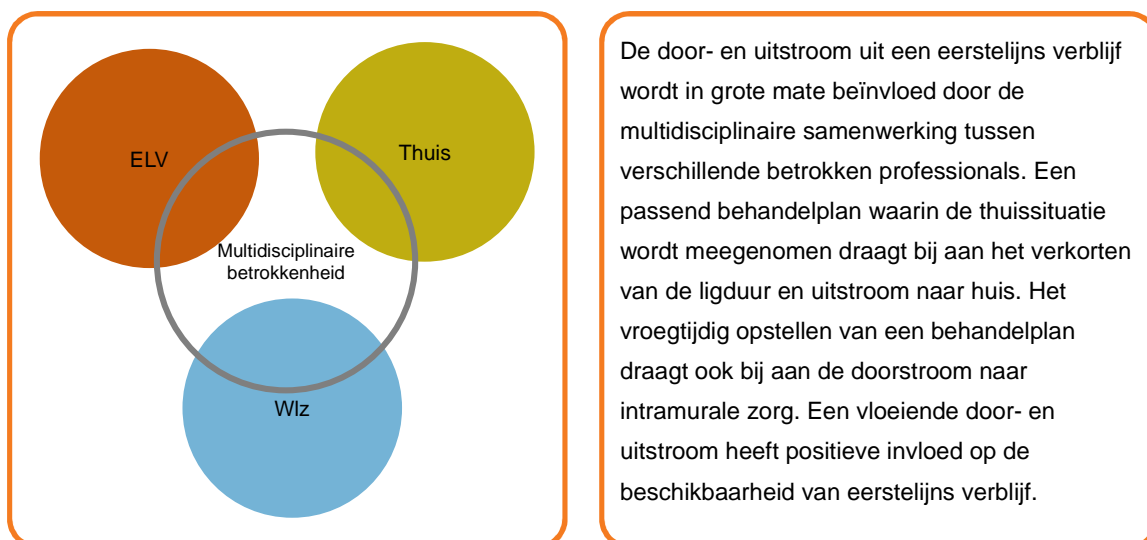 ELV
Thuis
Multidisciplinaire
betrokkenheid
Wlz
De door- en uitstroom uit een eerstelijns verblijf
wordt in grote mate beïnvloed door de
multidisciplinaire samenwerking tussen
verschillende betrokken professionals. Een
passend behandelplan waarin de thuissituatie
wordt meegenomen draagt bij aan het verkorten
van de ligduur en uitstroom naar huis. Het
vroegtijdig opstellen van een behandelplan
draagt ook bij aan de doorstroom naar
intramurale zorg. Een vloeiende door- en
uitstroom heeft positieve invloed op de
beschikbaarheid van eerstelijns verblijf.